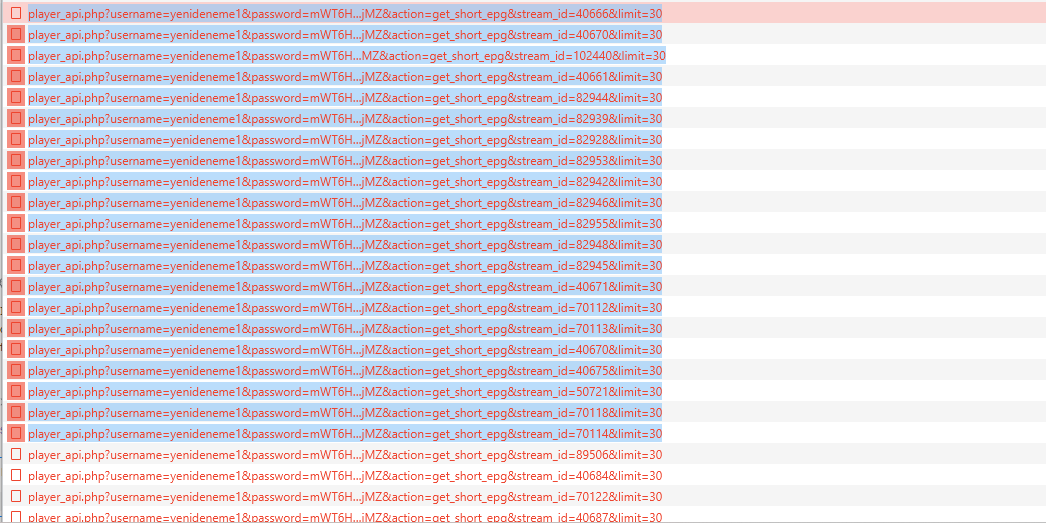 player_api.php?username=yenideneme1&password=mWT6H...jMZ&action=get_short_epg&stream_id=40666&limit=30
player_api.php?username=yenideneme1&password=mWT6H...jMZ&action=get_short_epg&stream_id=40670&limit=30
player_api.php?username=yenideneme1&password=mWT6H...MZ&action=get_short_epg&stream_id=102440&limit=30
player_api.php?username=yenideneme1&password=mWT6H...jMZ&action=get_short_epg&stream_id=40661&limit=30
player_api.php?username=yenideneme1&password=mWT6H...jMZ&action=get_short_epg&stream_id=82944&limit=30
player_api.php?username=yenideneme1&password=mWT6H...jMZ&action=get_short_epg&stream_id=82939&limit=30
player_api.php?username=yenideneme1&password=mWT6H...jMZ&action=get_short_epg&stream_id=82928&limit=30
player_api.php?username=yenideneme1&password=mWT6H...jMZ&action=get_short_epg&stream_id=82953&limit=30
player_api.php?username=yenideneme1&password=mWT6H...jMZ&action=get_short_epg&stream_id=82942&limit=30
player_api.php?username=yenideneme1&password=mWT6H...jMZ&action=get_short_epg&stream_id=82946&limit=30
player_api.php?username=yenideneme1&password=mWT6H...jMZ&action=get_short_epg&stream_id=82955&limit=30
player_api.php?username=yenideneme1&password=mWT6H...jMZ&action=get_short_epg&stream_id=82948&limit=30
player_api.php?username=yenideneme1&password=mWT6H...jMZ&action=get_short_epg&stream_id=82945&limit=30
player_api.php?username=yenideneme1&password=mWT6H...jMZ&action=get_short_epg&stream_id=40671&limit=30
player_api.php?username=yenideneme1&password=mWT6H...jMZ&action=get_short_epg&stream_id=70112&limit=30
player_api.php?username=yenideneme1&password=mWT6H...jMZ&action=get_short_epg&stream_id=70113&limit=30
player_api.php?username=yenideneme1&password=mWT6H...jMZ&action=get_short_epg&stream_id=40670&limit=30
player_api.php?username=yenideneme1&password=mWT6H...jMZ&action=get_short_epg&stream_id=40675&limit=30
player_api.php?username=yenideneme1&password=mWT6H...jMZ&action=get_short_epg&stream_id=50721&limit=30
player_api.php?username=yenideneme1&password=mWT6H...jMZ&action=get_short_epg&stream_id=70118&limit=30
player_api.php?username=yenideneme1&password=mWT6H...jMZ&action=get_short_epg&stream_id=70114&limit=30
player_api.php?username=yenideneme1&password=mWT6H...jMZ&action=get_short_epg&stream_id=89506&limit=30
player_api.php?username=yenideneme1&password=mWT6H...jMZ&action=get_short_epg&stream_id=40684&limit=30
player_api.php?username=yenideneme1&password=mWT6H...jMZ&action=get_short_epg&stream_id=70122&limit=30
player_api.php?username=yenideneme1&password=mWT6H...jMZ&action=get_short_epg&stream_id=40687&limit=30